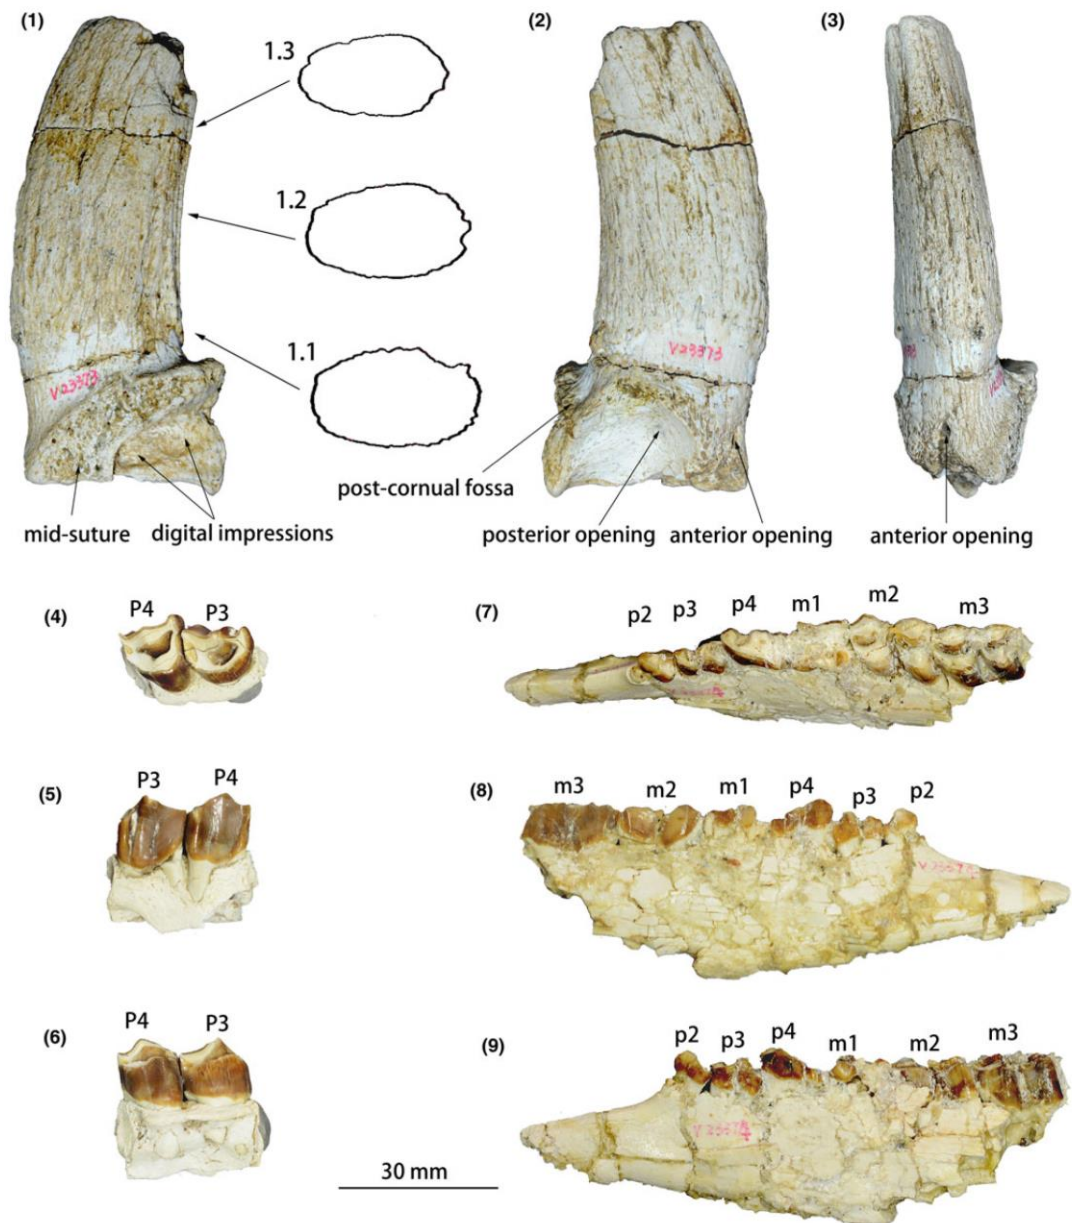 (1)
(2)
(3)
1.3
1.2
1.1
V23373
V23373
post-cornual fossa
mid-suture
digital impressions
posterior opening
anterior opening
anterior opening
(4)
P4
P3
(7)
p2
p3
p4
m1
m2
m3
(5)
P3
P4
(8)
m3
m2
m1
p4
p3
p2
(6)
P4
P3
(9)
p2
p3
p4
m1
m2
m3
30 mm